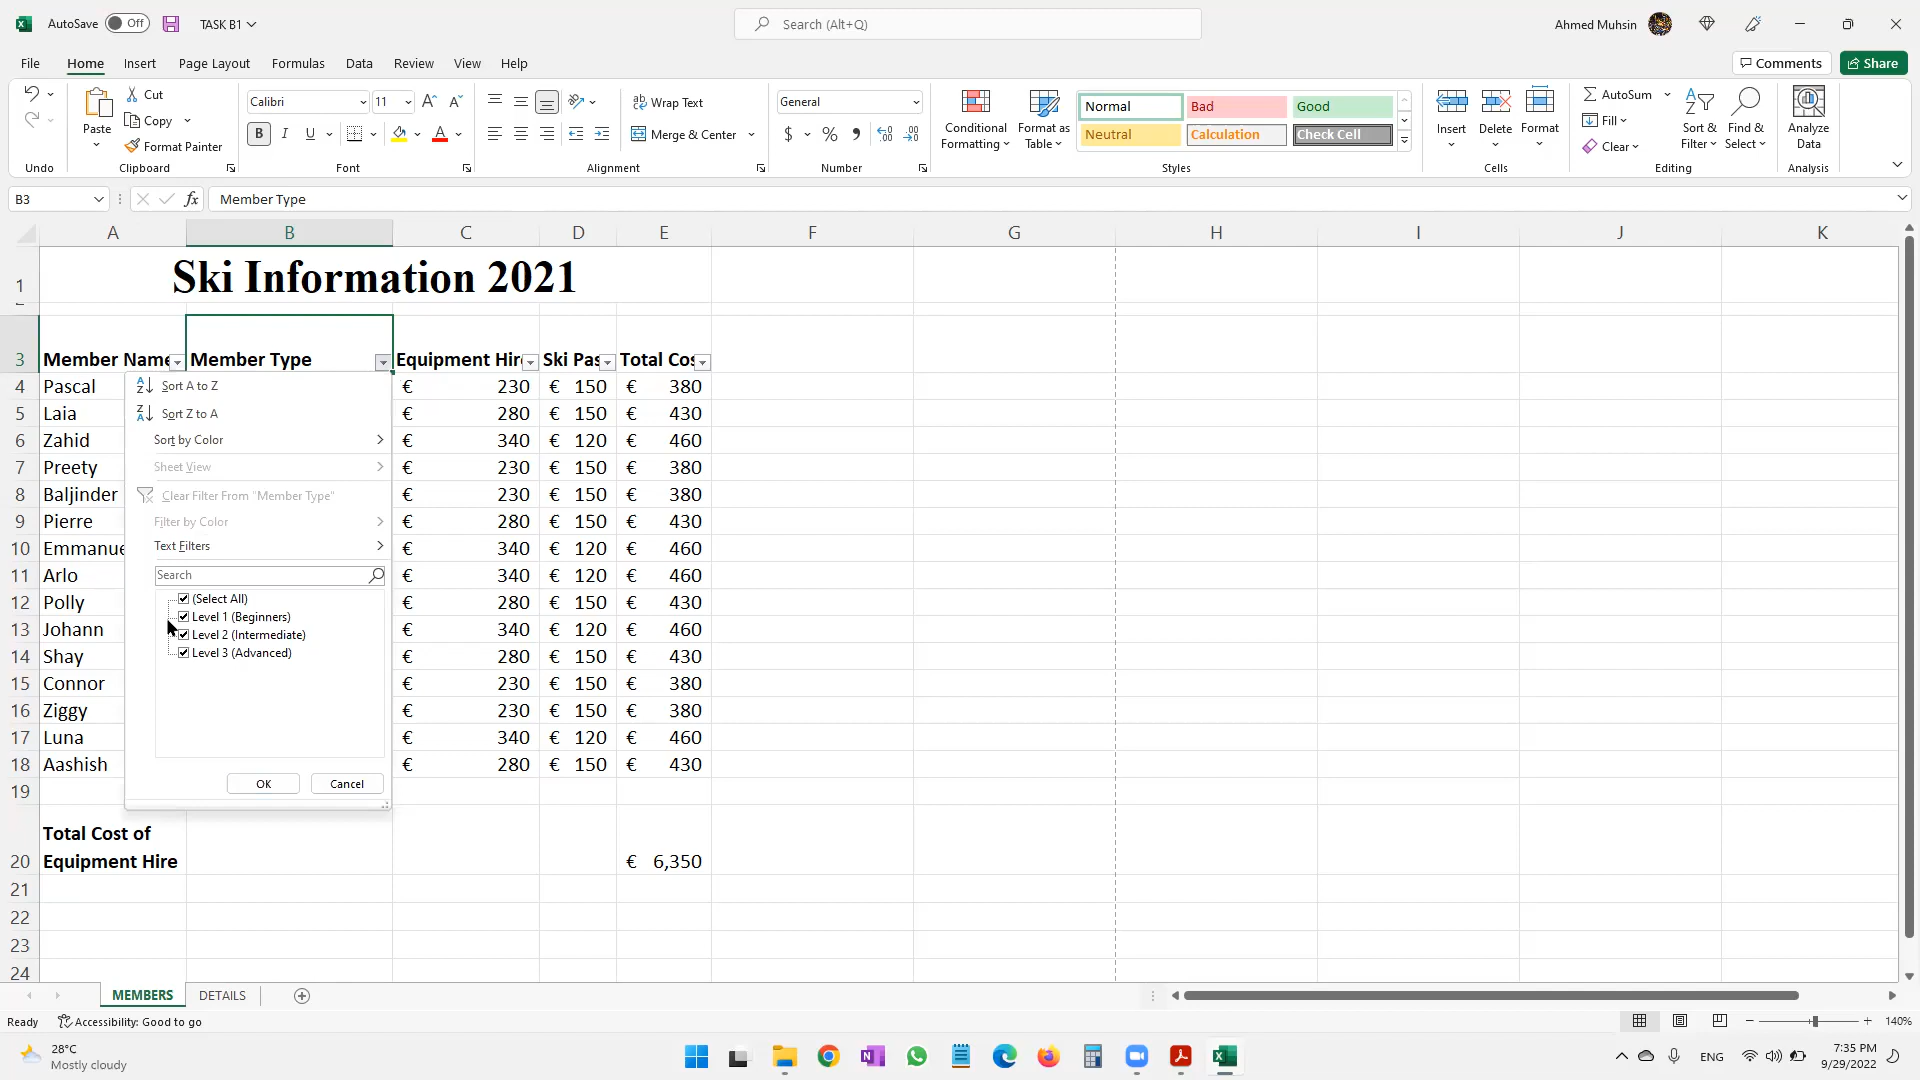 AutoSave Off TASK B1 Search (Alt+Q) Ahmed Muhsin
File Home Insert Page Layout Formulas Data Review View Help Comments Share
Cut Calibri 11 Wrap Text General Normal Bad Good AutoSum
Copy Fill
Paste Conditional Format as Insert Delete Format Sort & Find & Analyze
B I U Merge & Center $ % Neutral Calculation Check Cell
Format Painter Formatting Table Clear Filter Select Data
Undo Clipboard Font Alignment Number Styles Cells Editing Analysis
B3 fx Member Type
A B C D E F G H I J K
1 Ski Information 2021
3 Member Name Member Type Equipment Hir Ski Pas Total Cos
4 Pascal € 230 € 150 € 380
5 Laia € 280 € 150 € 430
6 Zahid € 340 € 120 € 460
7 Preety € 230 € 150 € 380
8 Baljinder € 230 € 150 € 380
9 Pierre € 280 € 150 € 430
10 Emmanue € 340 € 120 € 460
11 Arlo € 340 € 120 € 460
12 Polly € 280 € 150 € 430
13 Johann € 340 € 120 € 460
14 Shay € 280 € 150 € 430
15 Connor € 230 € 150 € 380
16 Ziggy € 230 € 150 € 380
17 Luna € 340 € 120 € 460
18 Aashish € 280 € 150 € 430
19
Sort A to Z
Sort Z to A
Sort by Color
Sheet View
Clear Filter From "Member Type"
Filter by Color
Text Filters
Search
(Select All)
Level 1 (Beginners)
Level 2 (Intermediate)
Level 3 (Advanced)
OK Cancel
Total Cost of
20 Equipment Hire € 6,350
21
22
23
24
MEMBERS DETAILS
Ready Accessibility: Good to go 140%
28°C
Mostly cloudy
ENG
7:35 PM
9/29/2022